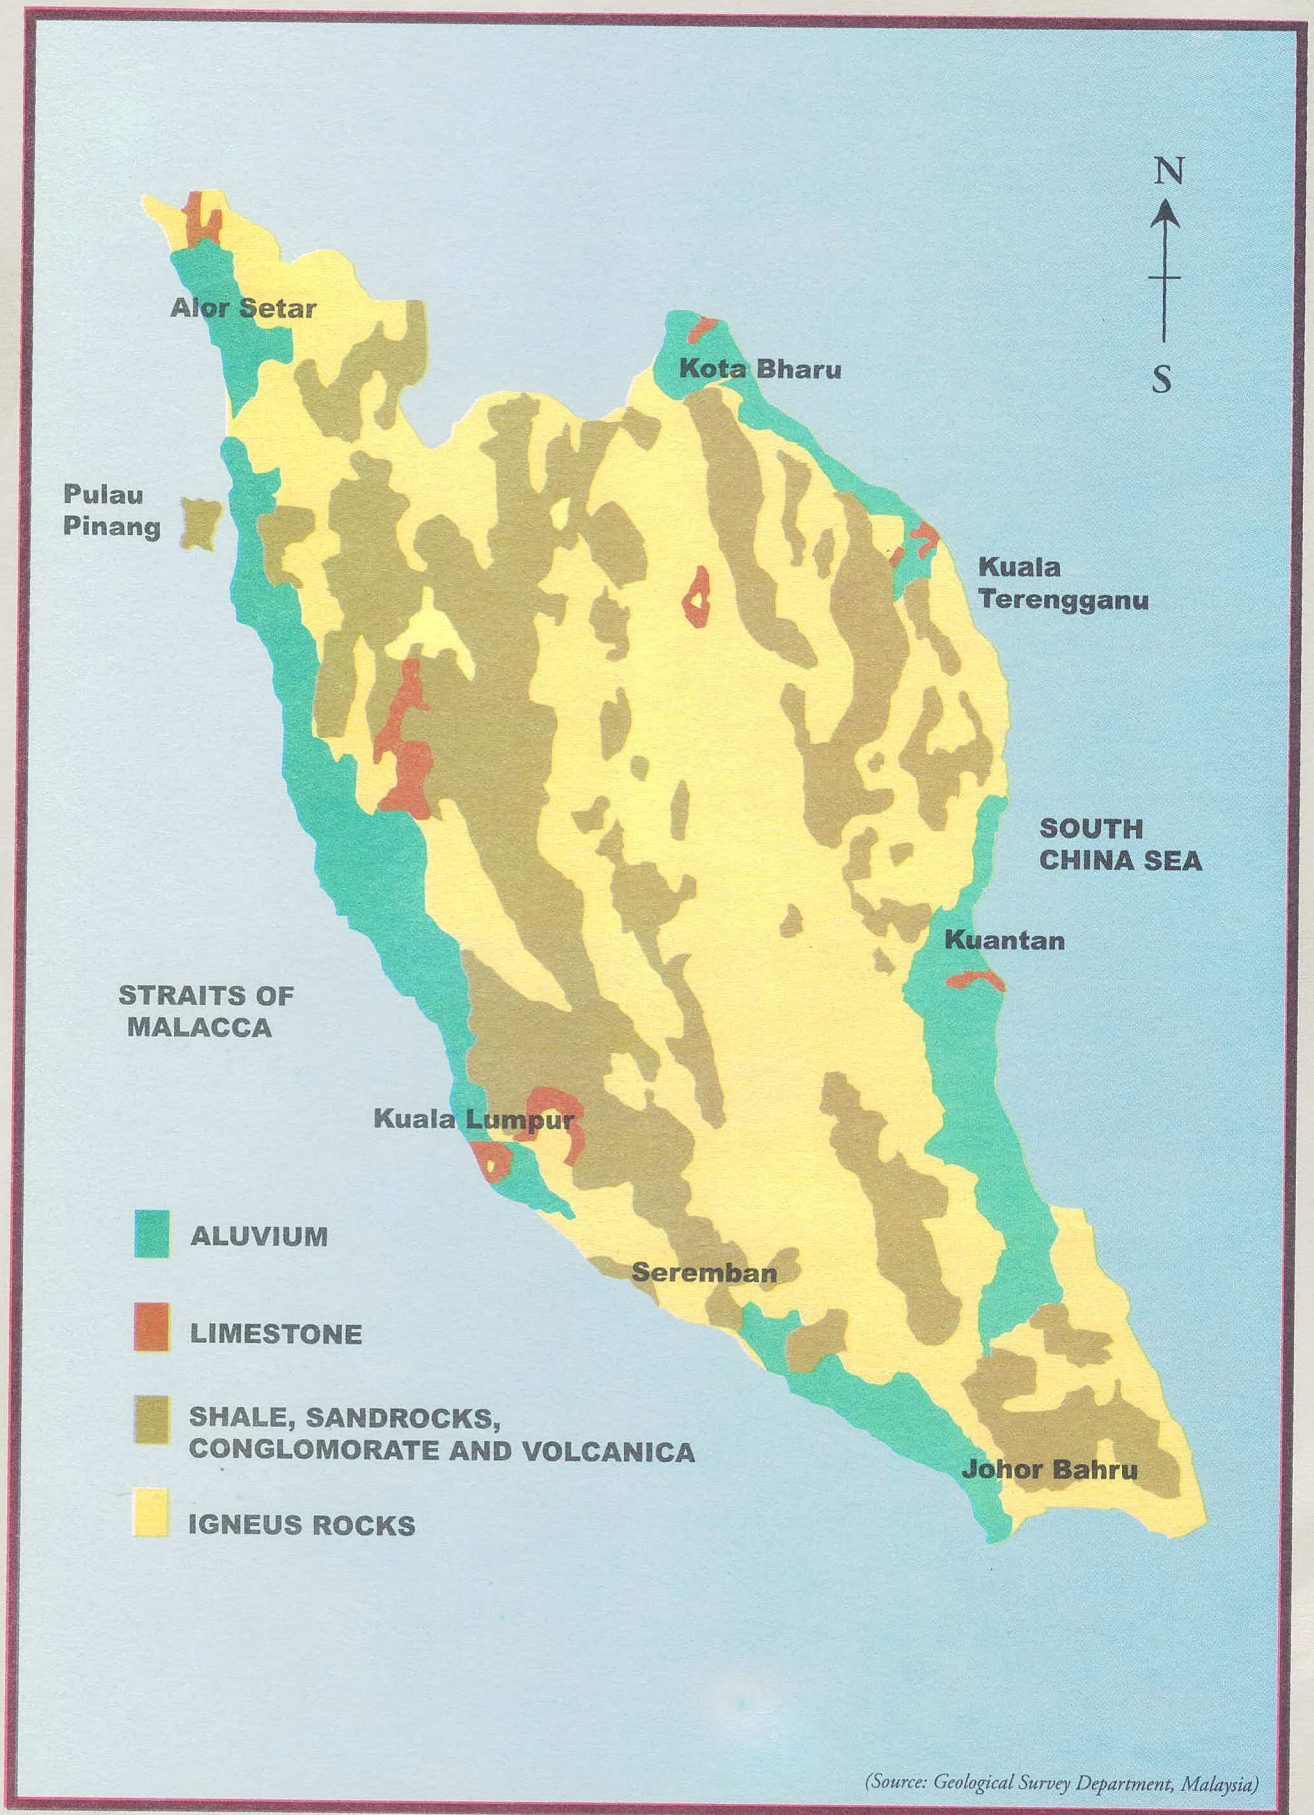 N
S
Alor Setar
Kota Bharu
Pulau
Pinang
Kuala
Terengganu
SOUTH
CHINA SEA
Kuantan
STRAITS OF
MALACCA
Kuala Lumpur
Seremban
Johor Bahru
ALUVIUM
LIMESTONE
SHALE, SANDROCKS,
CONGLOMORATE AND VOLCANICA
IGNEUS ROCKS
(Source: Geological Survey Department, Malaysia)